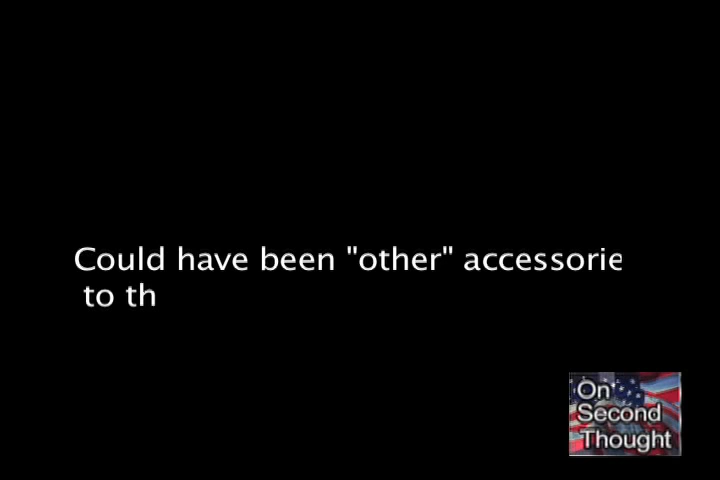 Could have been "other" accessorie
to th
On
Second
Thought